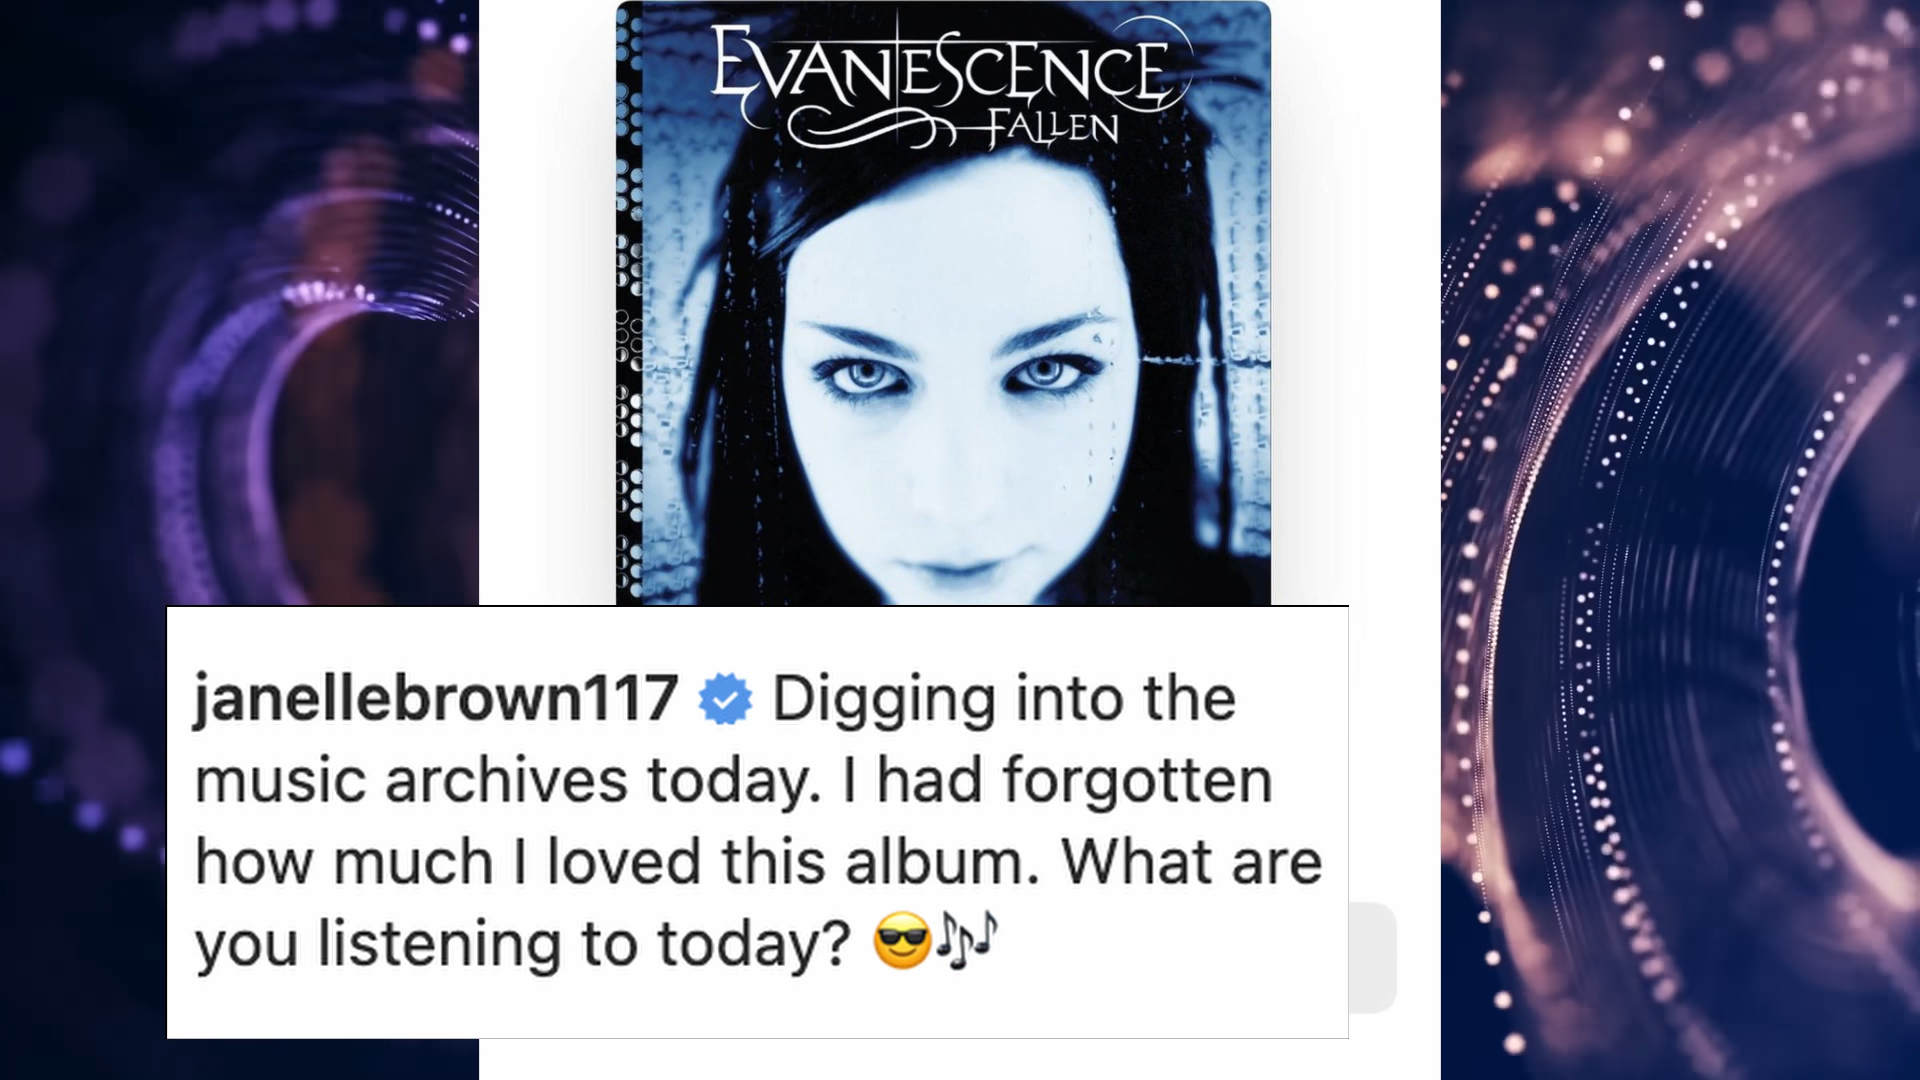 EVANESCENCE
FALLEN
janellebrown117 Digging into the
music archives today. I had forgotten
how much I loved this album. What are
you listening to today? 😎🎶